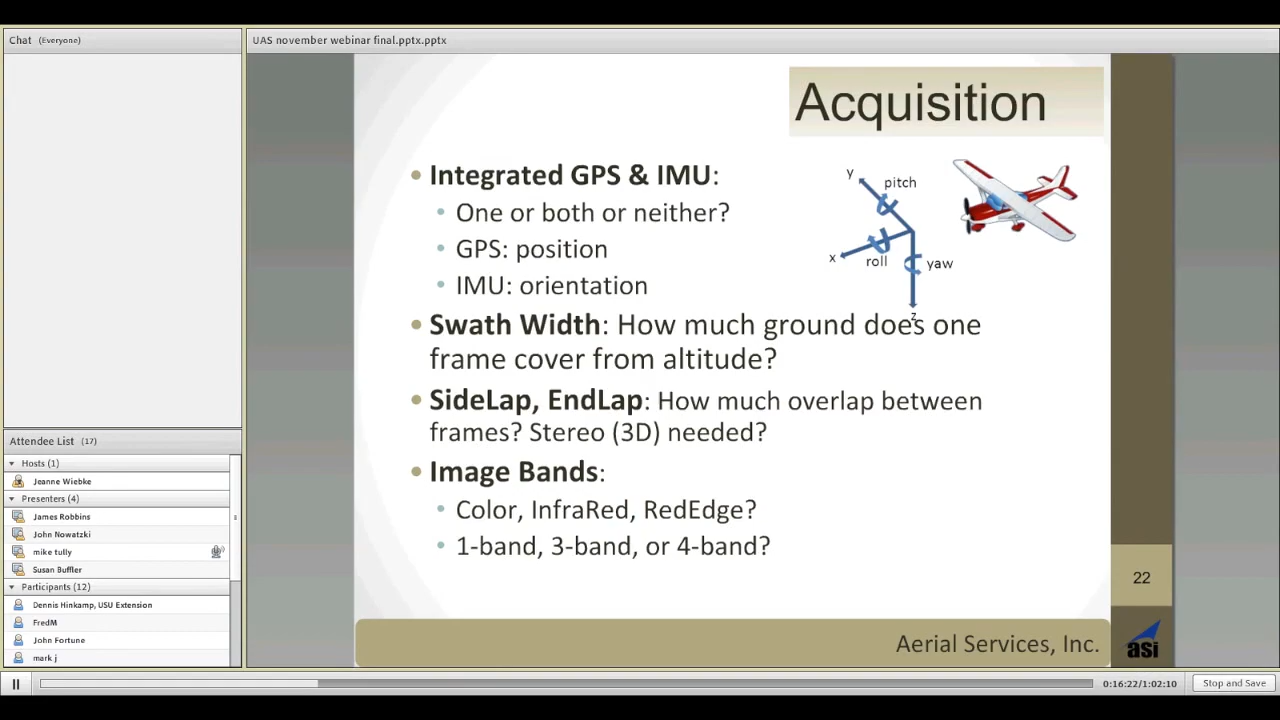 Chat (Everyone)
UAS november webinar final.pptx.pptx
Acquisition
• Integrated GPS & IMU:
• One or both or neither?
• GPS: position
• IMU: orientation
y
pitch
x
roll
yaw
z
• Swath Width: How much ground does one
frame cover from altitude?
• SideLap, EndLap: How much overlap between
frames? Stereo (3D) needed?
• Image Bands:
• Color, InfraRed, RedEdge?
• 1-band, 3-band, or 4-band?
22
Aerial Services, Inc.
asi
Attendee List (17)
Hosts (1)
Jeanne Wiebke
Presenters (4)
James Robbins
John Nowatzki
mike tully
Susan Buffler
Participants (12)
Dennis Hinkamp, USU Extension
FredM
John Fortune
mark j
0:16:22/1:02:10
Stop and Save